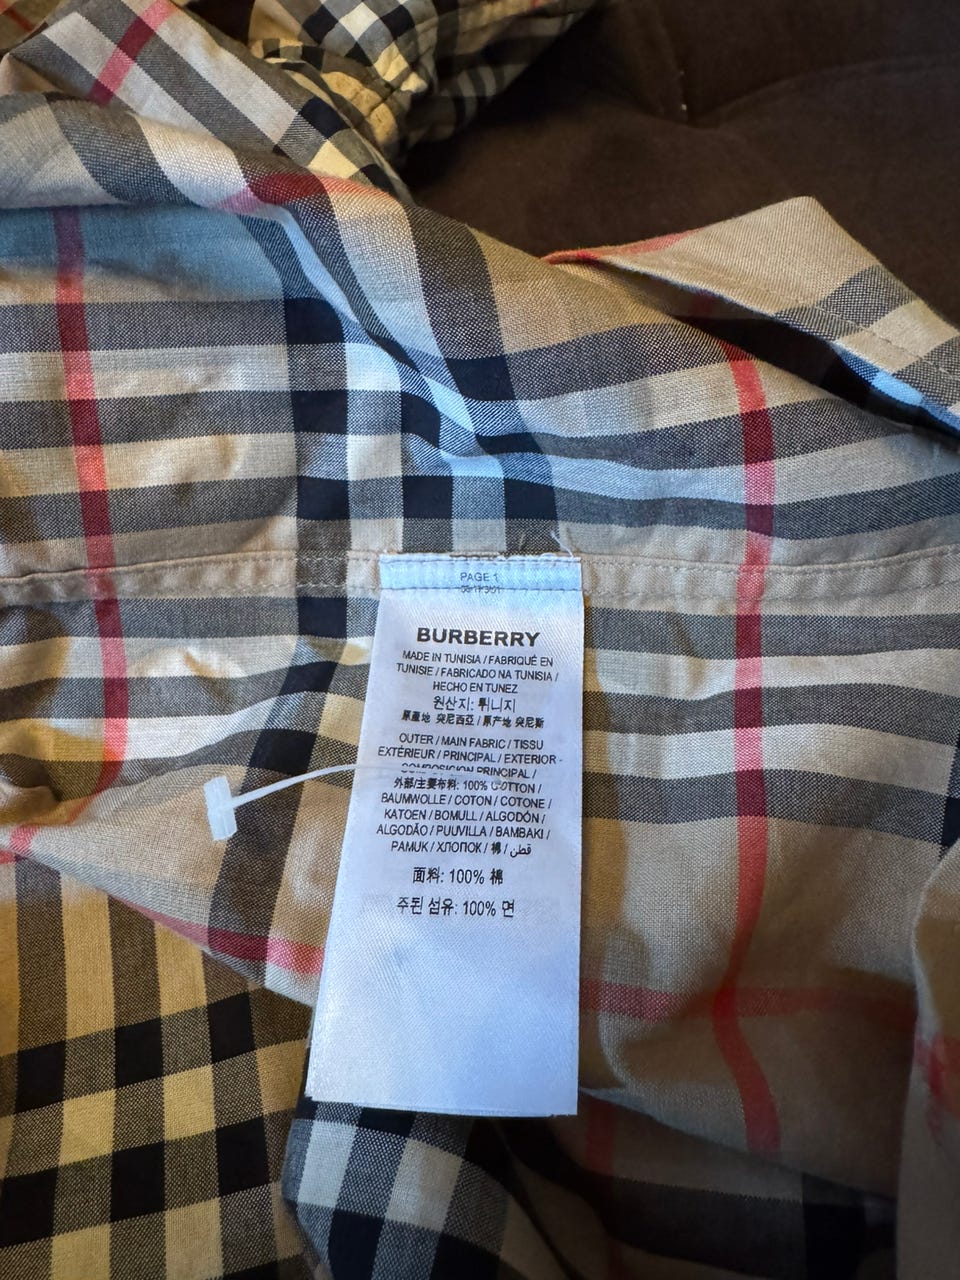 PAGE 1
BURBERRY
MADE IN TUNISIA / FABRIQUÉ EN
TUNISIE / FABRICADO NA TUNISIA /
HECHO EN TUNEZ
원산지: 튀니지
原產地 突尼西亞 / 原产地 突尼斯
OUTER / MAIN FABRIC / TISSU
EXTÉRIEUR / PRINCIPAL / EXTERIOR -
COMPOSICION PRINCIPAL /
外部/主要布料: 100% COTTON /
BAUMWOLLE / COTON / COTONE /
KATOEN / BOMULL / ALGODÓN /
ALGODÃO / PUUVILLA / BAMBAKI /
PAMUK / ХЛОПОК / 棉 / قطن
面料: 100% 棉
주된 섬유: 100% 면